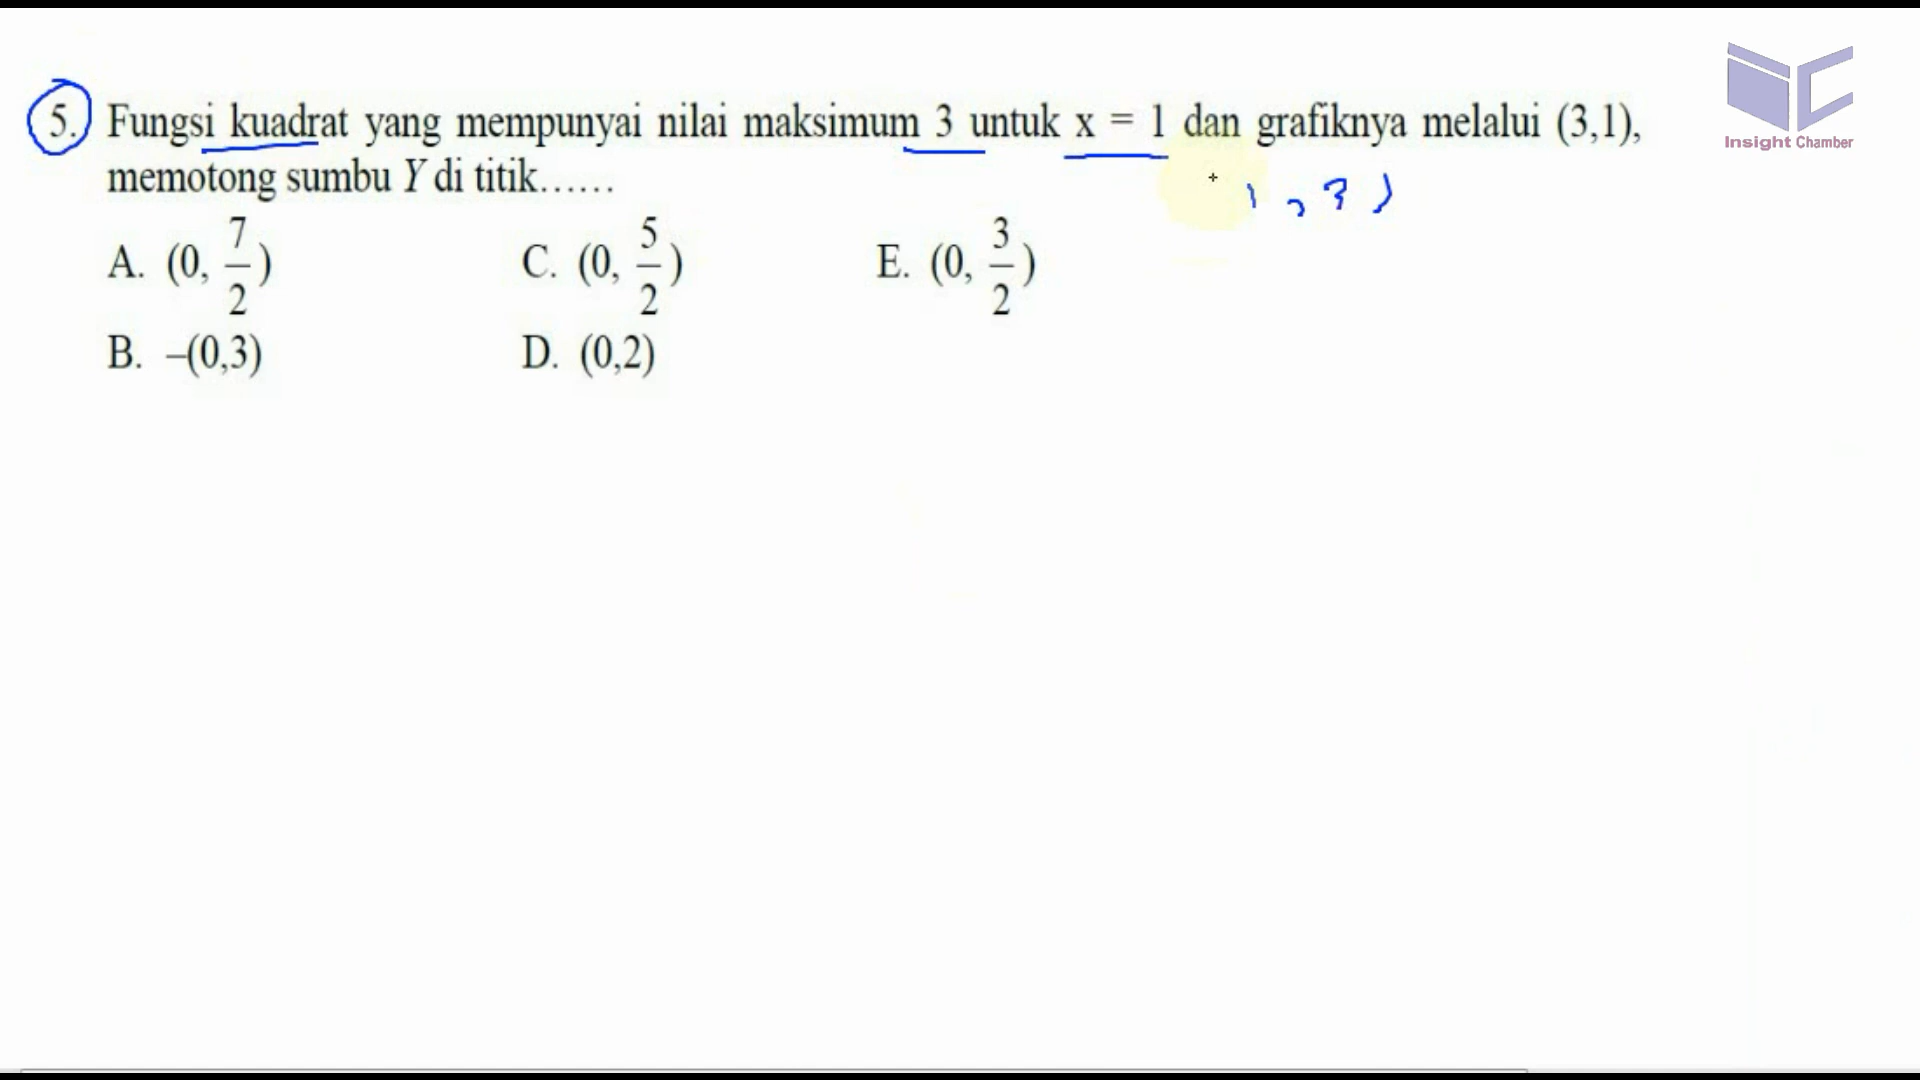 Insight Chamber
5. Fungsi kuadrat yang mempunyai nilai maksimum 3 untuk x = 1 dan grafiknya melalui (3,1),
memotong sumbu Y di titik......
1 , 3 )
A. (0, 7/2) C. (0, 5/2) E. (0, 3/2)
B. –(0,3) D. (0,2)